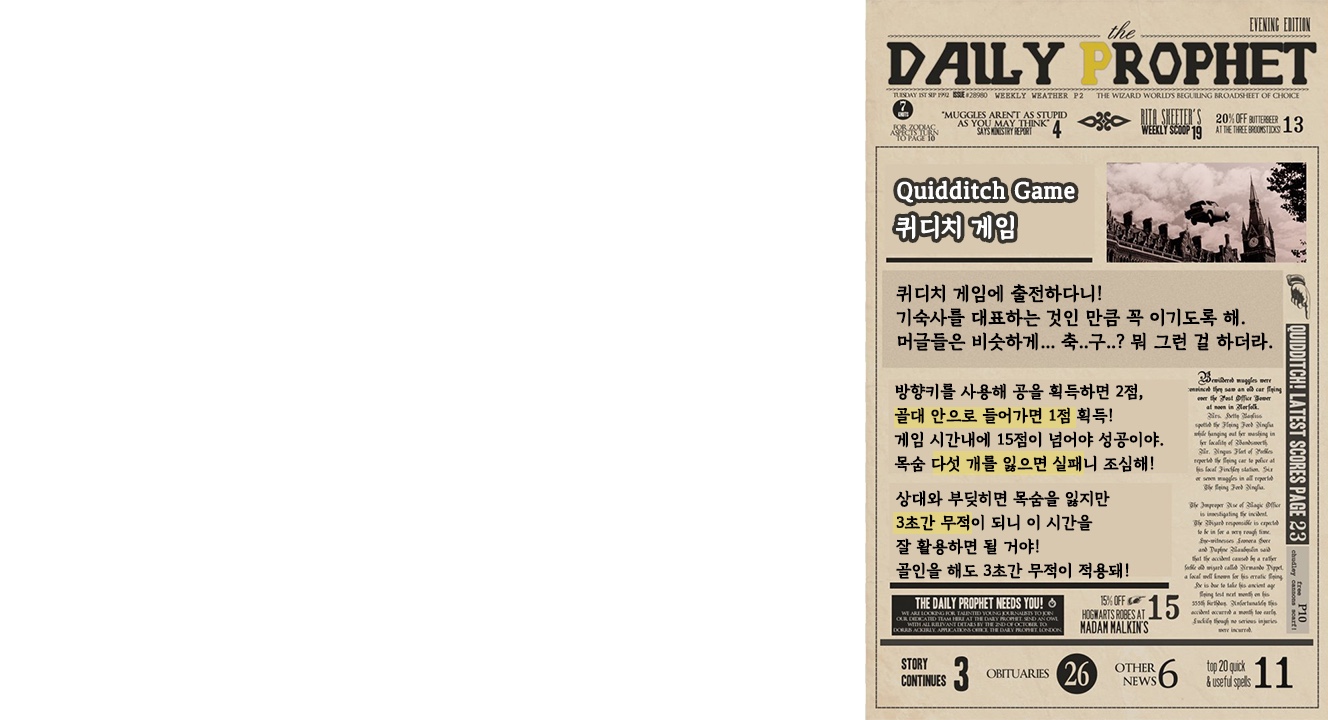 EVENING EDITION
the
DAILY PROPHET
TUESDAY 1ST SEP 1992 ISSUE #28980 WEEKLY WEATHER P2 THE WIZARD WORLD'S BEGUILING BROADSHEET OF CHOICE
7
KNUTS
FOR ZODIAC
ASPECTS TURN
TO PAGE 10
"MUGGLES AREN'T AS STUPID
AS YOU MAY THINK"
SAYS MINISTRY REPORT 4
RITA SKEETER'S
WEEKLY SCOOP 19
20% OFF BUTTERBEER
AT THE THREE BROOMSTICKS! 13
Quidditch Game
퀴디치 게임
퀴디치 게임에 출전하다니!
기숙사를 대표하는 것인 만큼 꼭 이기도록 해.
머글들은 비슷하게... 축..구..? 뭐 그런 걸 하더라.
방향키를 사용해 공을 획득하면 2점,
골대 안으로 들어가면 1점 획득!
게임 시간내에 15점이 넘어야 성공이야.
목숨 다섯 개를 잃으면 실패니 조심해!
상대와 부딪히면 목숨을 잃지만
3초간 무적이 되니 이 시간을
잘 활용하면 될 거야!
골인을 해도 3초간 무적이 적용돼!
Bewildered muggles were
convinced they saw an old car flying
over the Post Office Tower
at noon in Norfolk.
Mrs. Hetty Bayliss
spotted the Flying Ford Anglia
while hanging out her washing in
her locality of Wandsworth.
Mr. Angus Fleet of Peebles
reported the flying car to police at
his local Finchley station. Six
or seven muggles in all reported
the flying Ford Anglia.
The Improper Use of Magic Office
is investigating the incident.
The Wizard responsible is expected
to be in for a very rough time.
Eye-witnesses
said
that the accident caused by a rather
old wizard called Armando Dippet,
a local well known for his erratic flying.
He is due to take his ancient age
flying test next month on his
555th birthday. Unfortunately this
accident occurred a month too early.
Luckily though no serious injuries
were incurred.
QUIDDITCH! LATEST SCORES PAGE 23
chudley cannons free scarf! P10
THE DAILY PROPHET NEEDS YOU!
WE ARE LOOKING FOR TALENTED YOUNG JOURNALISTS TO JOIN
OUR DEDICATED TEAM HERE AT THE DAILY PROPHET. SEND AN OWL
WITH ALL RELEVANT DETAILS BY THE 2ND OF OCTOBER, TO
DORRIS ACKERLY, APPLICATIONS OFFICE, THE DAILY PROPHET, LONDON.
15% OFF
HOGWARTS ROBES AT
MADAM MALKIN'S 15
STORY
CONTINUES 3
OBITUARIES 26
OTHER
NEWS 6
top 20 quick
& useful spells 11